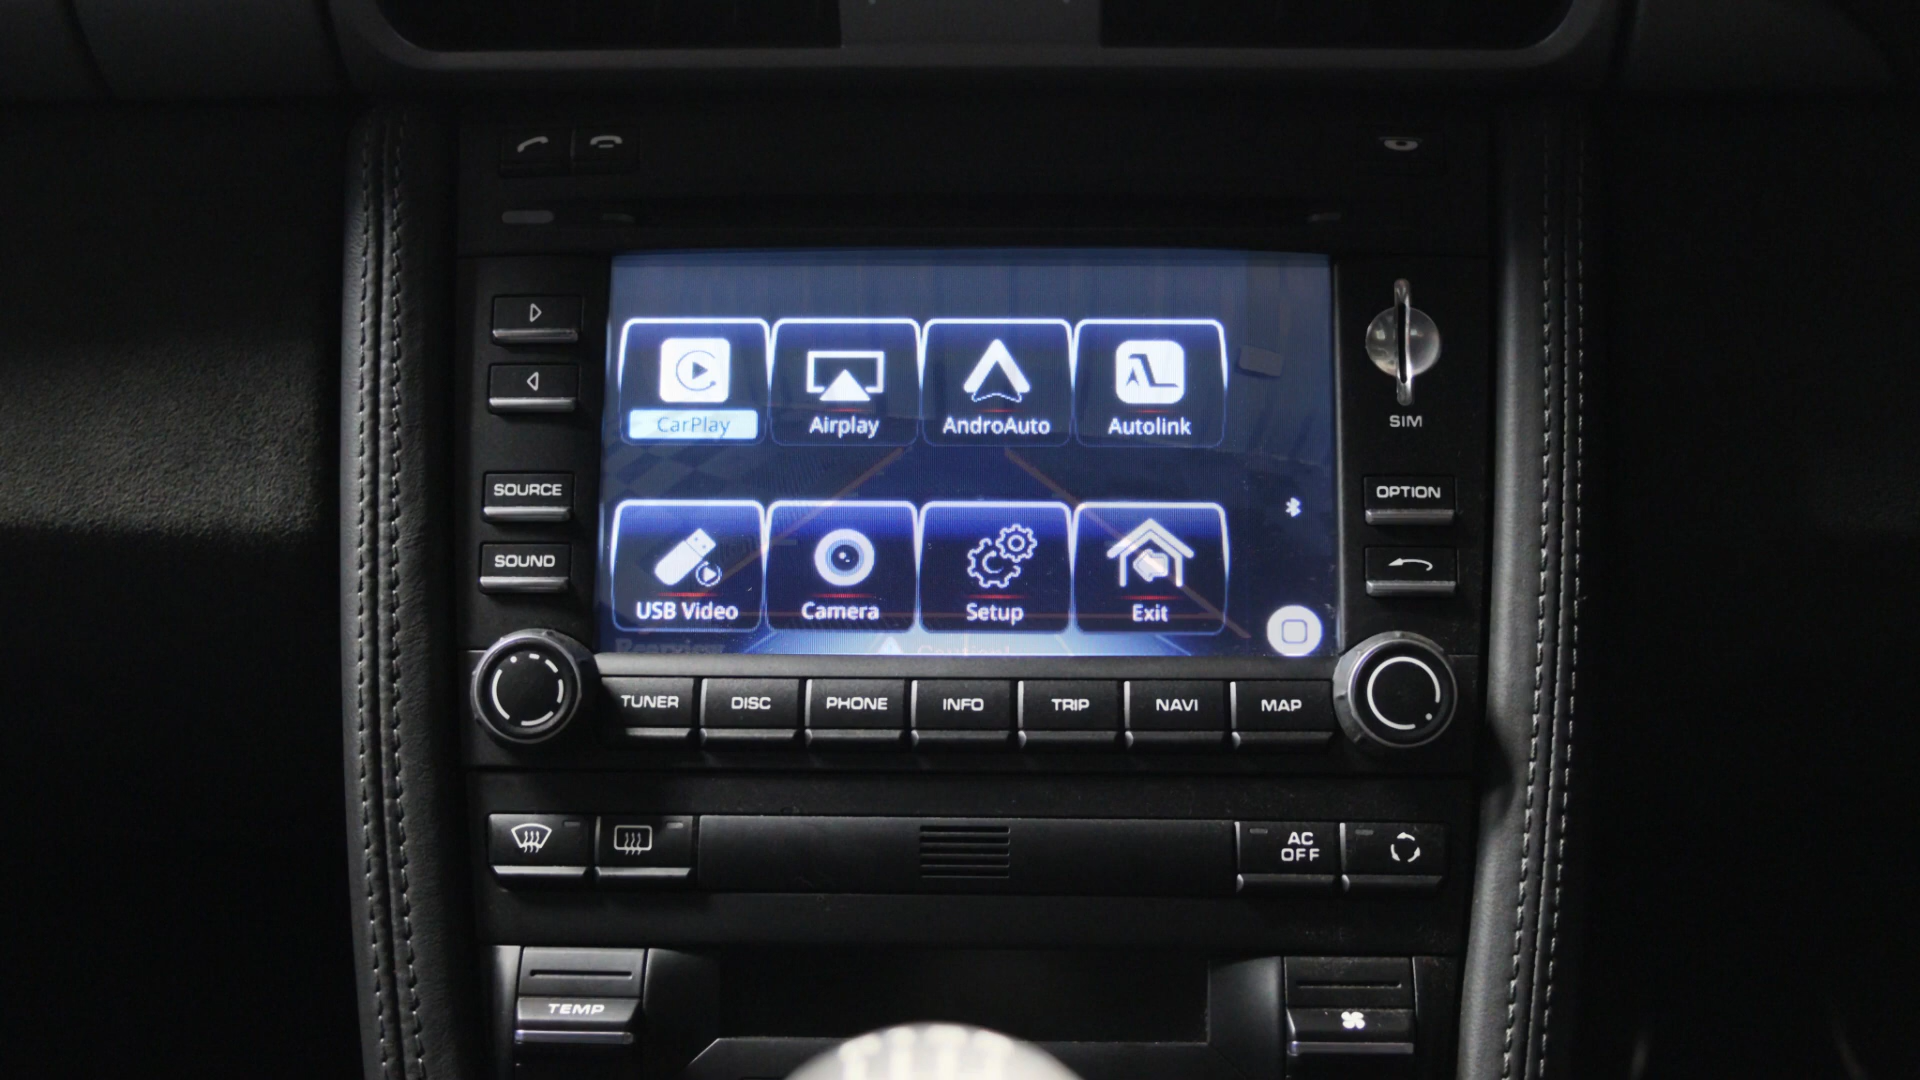 CarPlay
Airplay
AndroAuto
Autolink
SIM
SOURCE
OPTION
SOUND
USB Video
Camera
Setup
Exit
Rearview
TUNER
DISC
PHONE
INFO
TRIP
NAVI
MAP
AC
OFF
TEMP